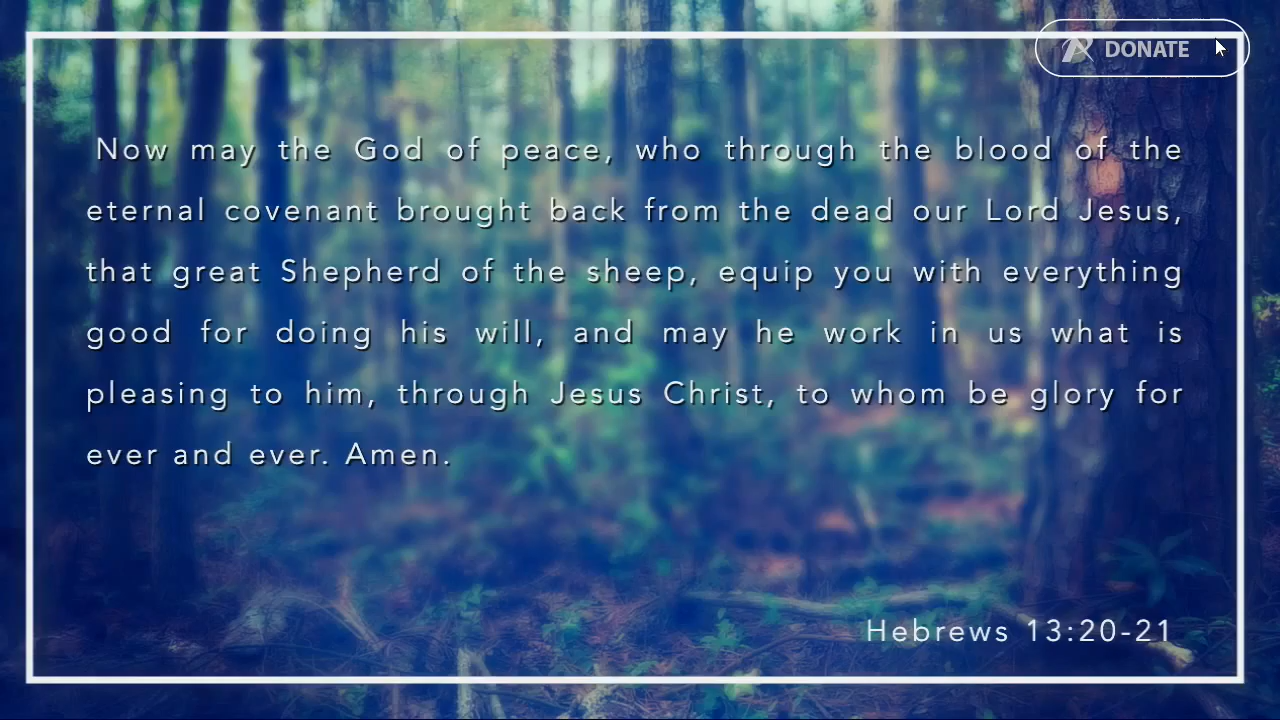 DONATE
Now may the God of peace, who through the blood of the
eternal covenant brought back from the dead our Lord Jesus,
that great Shepherd of the sheep, equip you with everything
good for doing his will, and may he work in us what is
pleasing to him, through Jesus Christ, to whom be glory for
ever and ever. Amen.
Hebrews 13:20-21